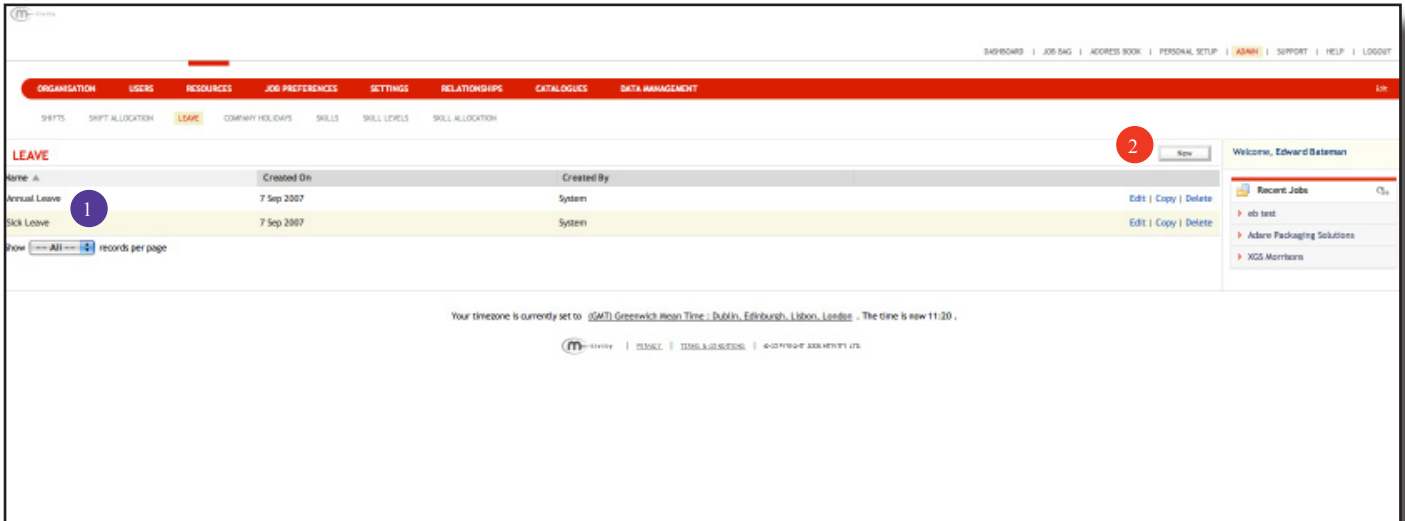 DASHBOARD | JOB BAG | ADDRESS BOOK | PERSONAL SETUP | ADMIN | SUPPORT | HELP | LOGOUT
ORGANISATION USERS RESOURCES JOB PREFERENCES SETTINGS RELATIONSHIPS CATALOGUES DATA MANAGEMENT Edit
SHIFTS SHIFT ALLOCATION LEAVE COMPANY HOLIDAYS SKILLS SKILL LEVELS SKILL ALLOCATION
LEAVE 2 New
Welcome, Edward Bateman
Name Created On Created By
Annual Leave 7 Sep 2007 System Edit | Copy | Delete
1
Sick Leave 7 Sep 2007 System Edit | Copy | Delete
Show -- All -- records per page
Recent Jobs
eb test
Adare Packaging Solutions
XGS Morrisons
Your timezone is currently set to (GMT) Greenwich Mean Time : Dublin, Edinburgh, Lisbon, London . The time is now 11:20 .
m | PRIVACY | TERMS & CONDITIONS | © COPYRIGHT